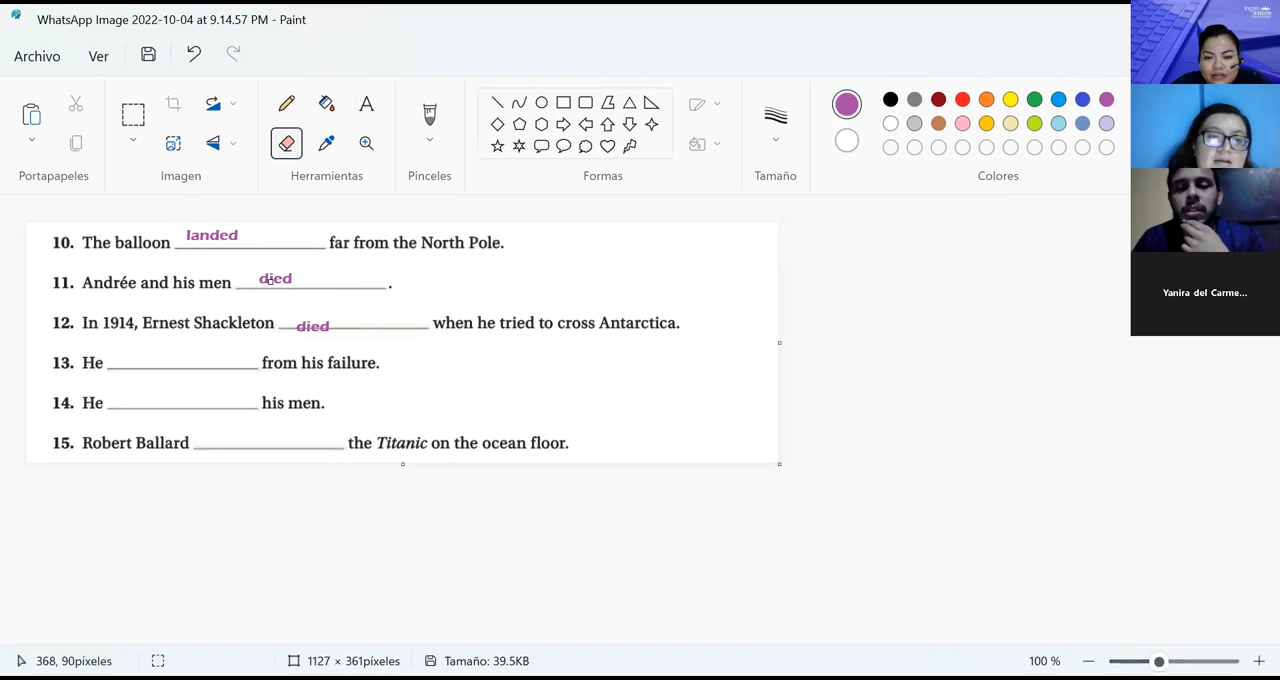 WhatsApp Image 2022-10-04 at 9.14.57 PM - Paint
Archivo Ver
Portapapeles Imagen Herramientas Pinceles Formas Tamaño Colores
10. The balloon landed far from the North Pole.
11. Andrée and his men died .
12. In 1914, Ernest Shackleton died when he tried to cross Antarctica.
13. He ____ from his failure.
14. He ____ his men.
15. Robert Ballard ____ the Titanic on the ocean floor.
Yanira del Carme...
368, 90píxeles 1127 × 361píxeles Tamaño: 39.5KB 100 %